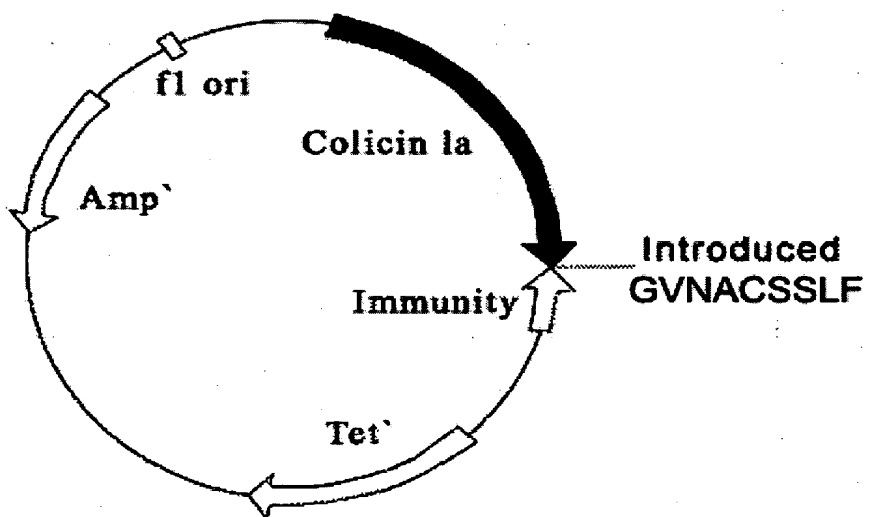 f1 ori
Colicin la
Amp`
Introduced
GVNACSSLF
Immunity
Tet`